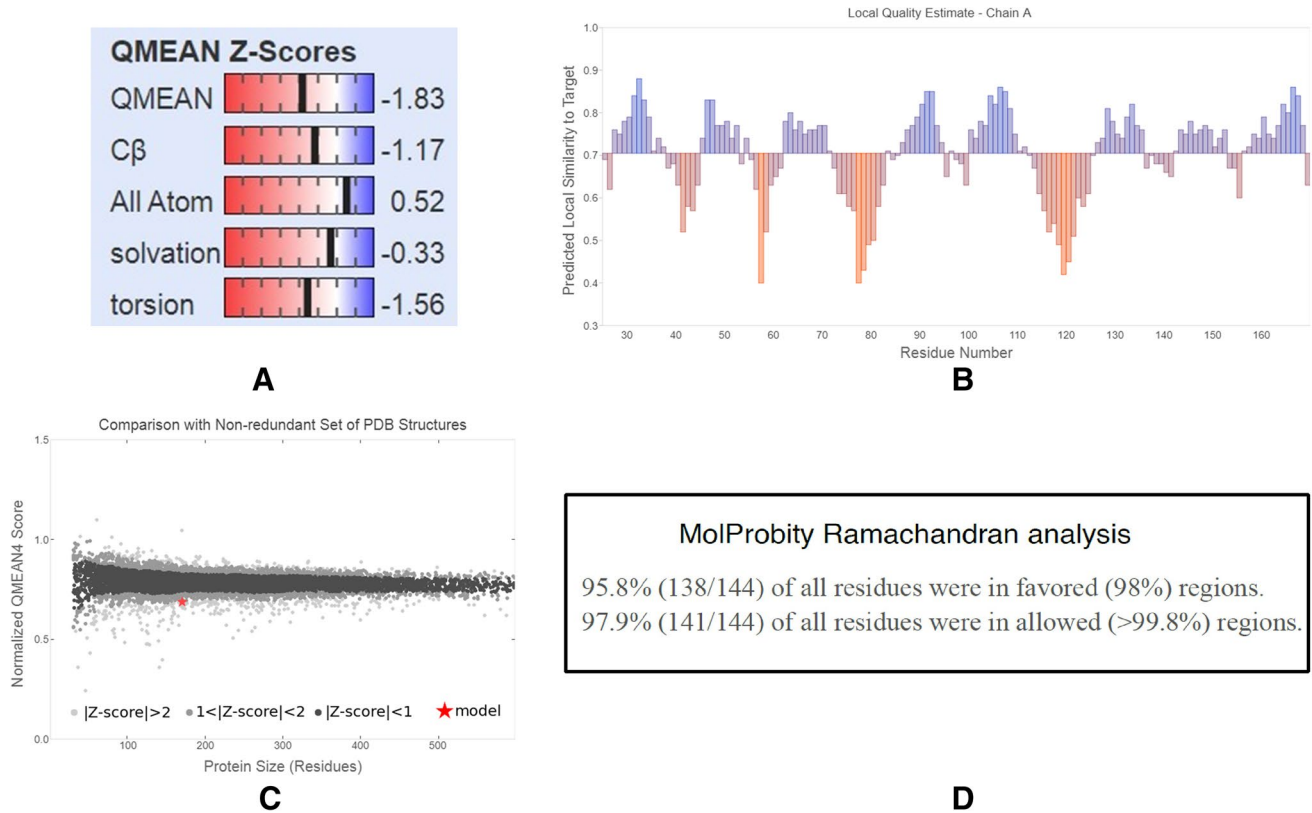 QMEAN Z-Scores
QMEAN -1.83
Cβ -1.17
All Atom 0.52
solvation -0.33
torsion -1.56
A
Local Quality Estimate - Chain A
Predicted Local Similarity to Target
1.0
0.9
0.8
0.7
0.6
0.5
0.4
0.3
30 40 50 60 70 80 90 100 110 120 130 140 150 160
Residue Number
B
Comparison with Non-redundant Set of PDB Structures
Normalized QMEAN4 Score
1.5
1.0
0.5
0.0
|Z-score|>2 1<|Z-score|<2 |Z-score|<1 model
100 200 300 400 500
Protein Size (Residues)
C
MolProbity Ramachandran analysis
95.8% (138/144) of all residues were in favored (98%) regions.
97.9% (141/144) of all residues were in allowed (>99.8%) regions.
D